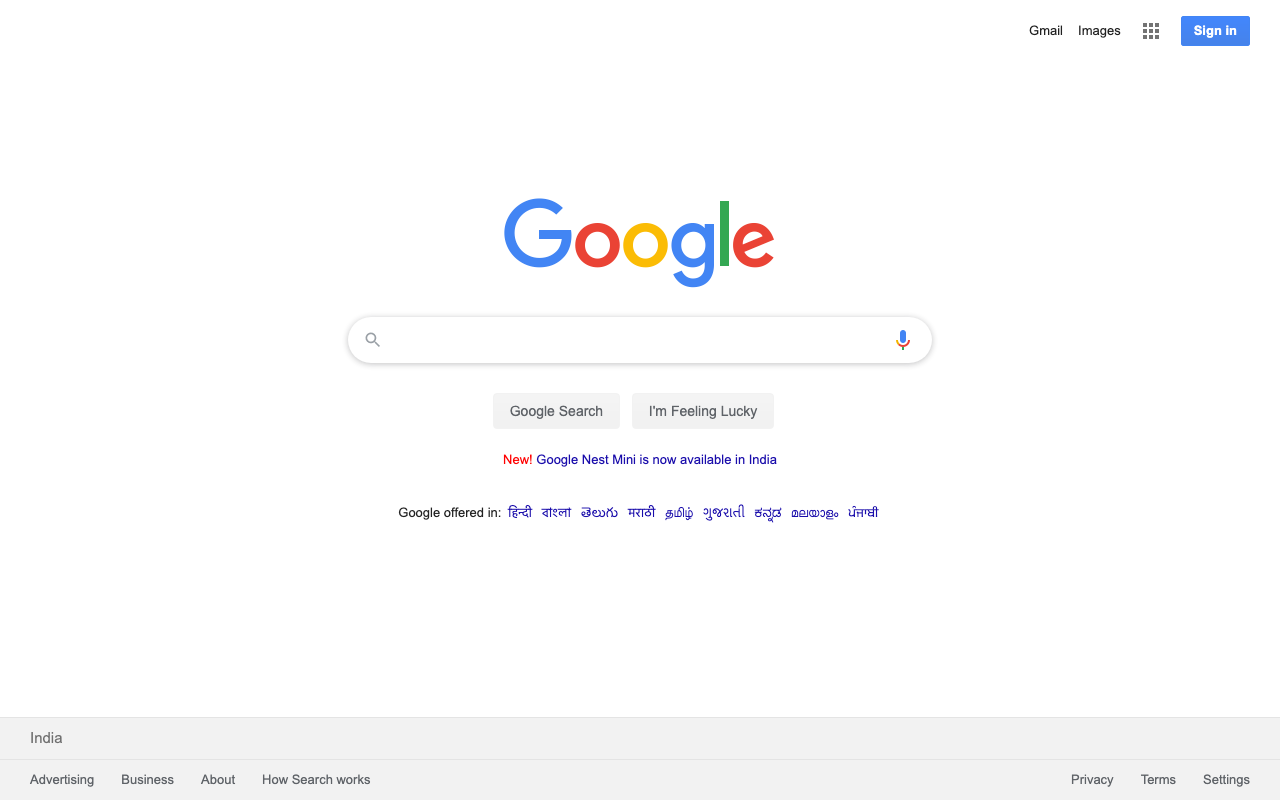 Gmail Images Sign in
Google
Google Search I'm Feeling Lucky
New! Google Nest Mini is now available in India
Google offered in: हिन्दी বাংলা తెలుగు मराठी தமிழ் ગુજરાતી ಕನ್ನಡ മലയാളം ਪੰਜਾਬੀ
India
Advertising Business About How Search works Privacy Terms Settings